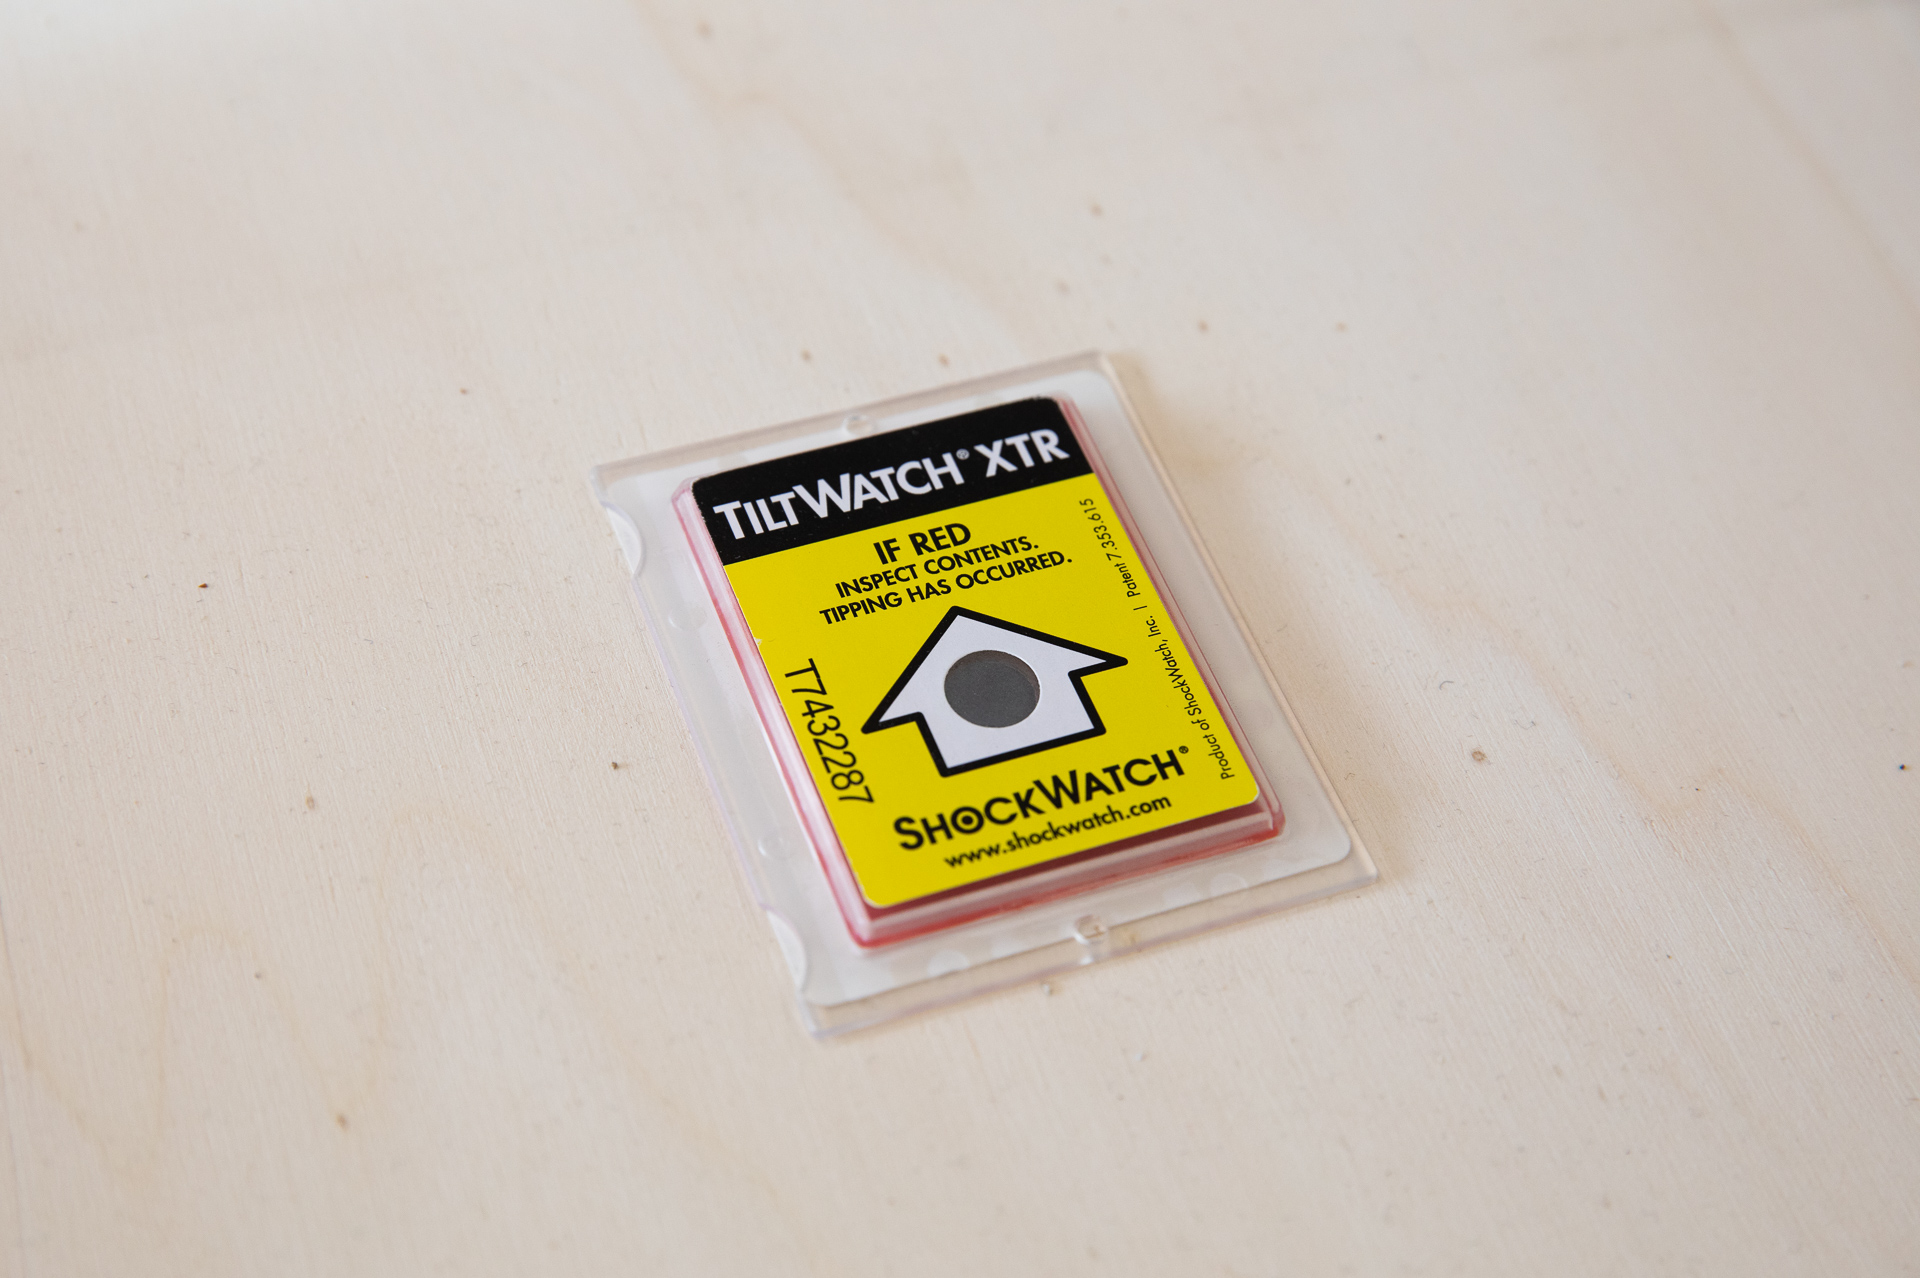 TILTWATCH® XTR
IF RED
INSPECT CONTENTS.
TIPPING HAS OCCURRED.
T7432287
SHOCKWATCH®
www.shockwatch.com
Product of ShockWatch, Inc. | Patent 7.353.615